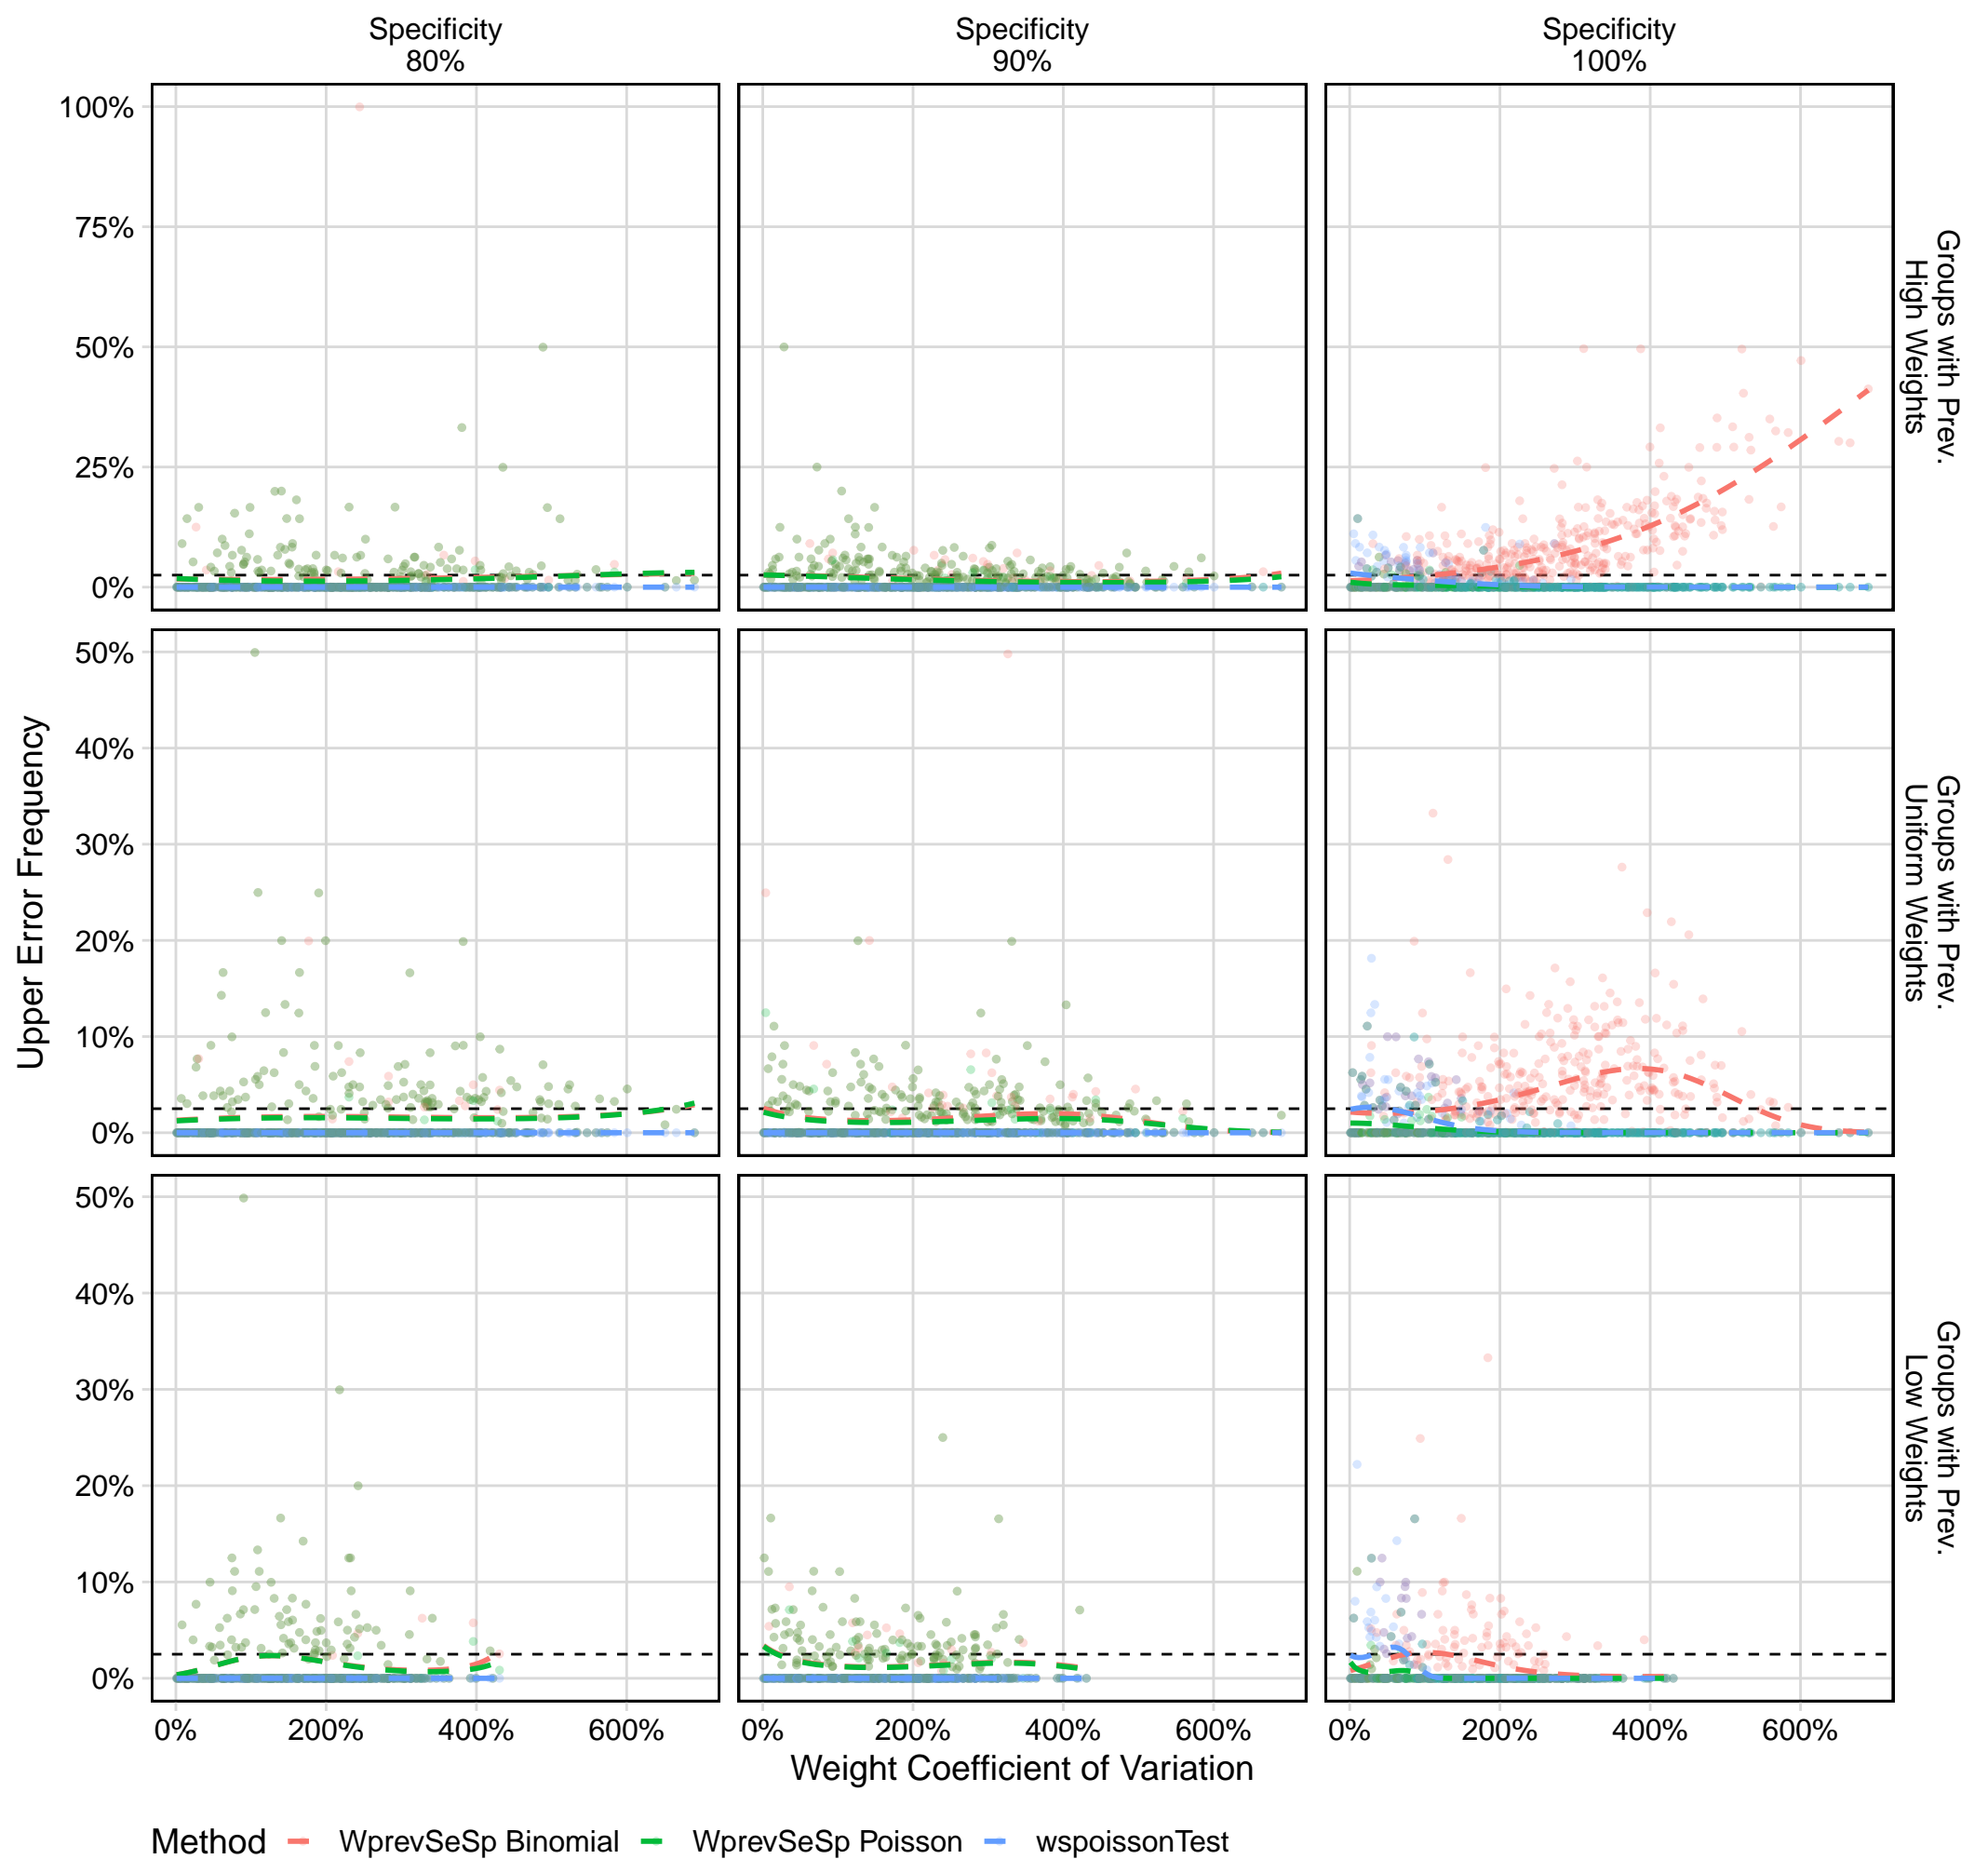 Specificity
80%
Specificity
90%
Specificity
100%
100%
75%
50%
25%
0%
Groups with Prev.
High Weights
50%
40%
30%
20%
10%
0%
Groups with Prev.
Uniform Weights
50%
40%
30%
20%
10%
0%
Groups with Prev.
Low Weights
Upper Error Frequency
0% 200% 400% 600%
0% 200% 400% 600%
0% 200% 400% 600%
Weight Coefficient of Variation
Method WprevSeSp Binomial WprevSeSp Poisson wspoissonTest